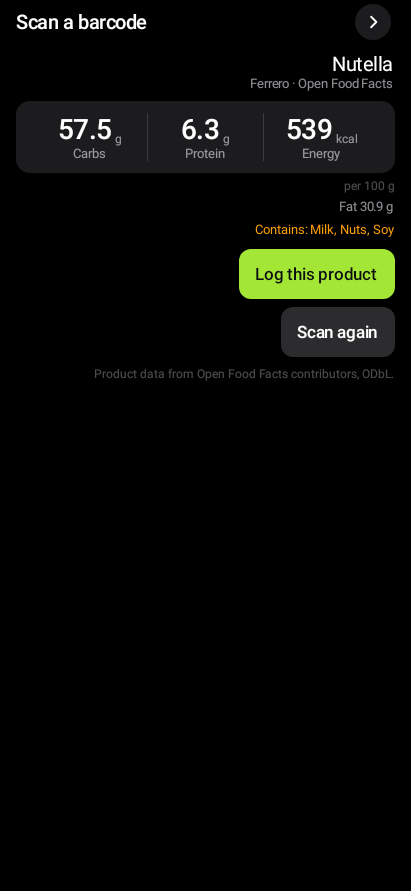 Scan a barcode
Nutella
Ferrero · Open Food Facts
57.5 g
Carbs
6.3 g
Protein
539 kcal
Energy
per 100 g
Fat 30.9 g
Contains: Milk, Nuts, Soy
Log this product
Scan again
Product data from Open Food Facts contributors, ODbL.